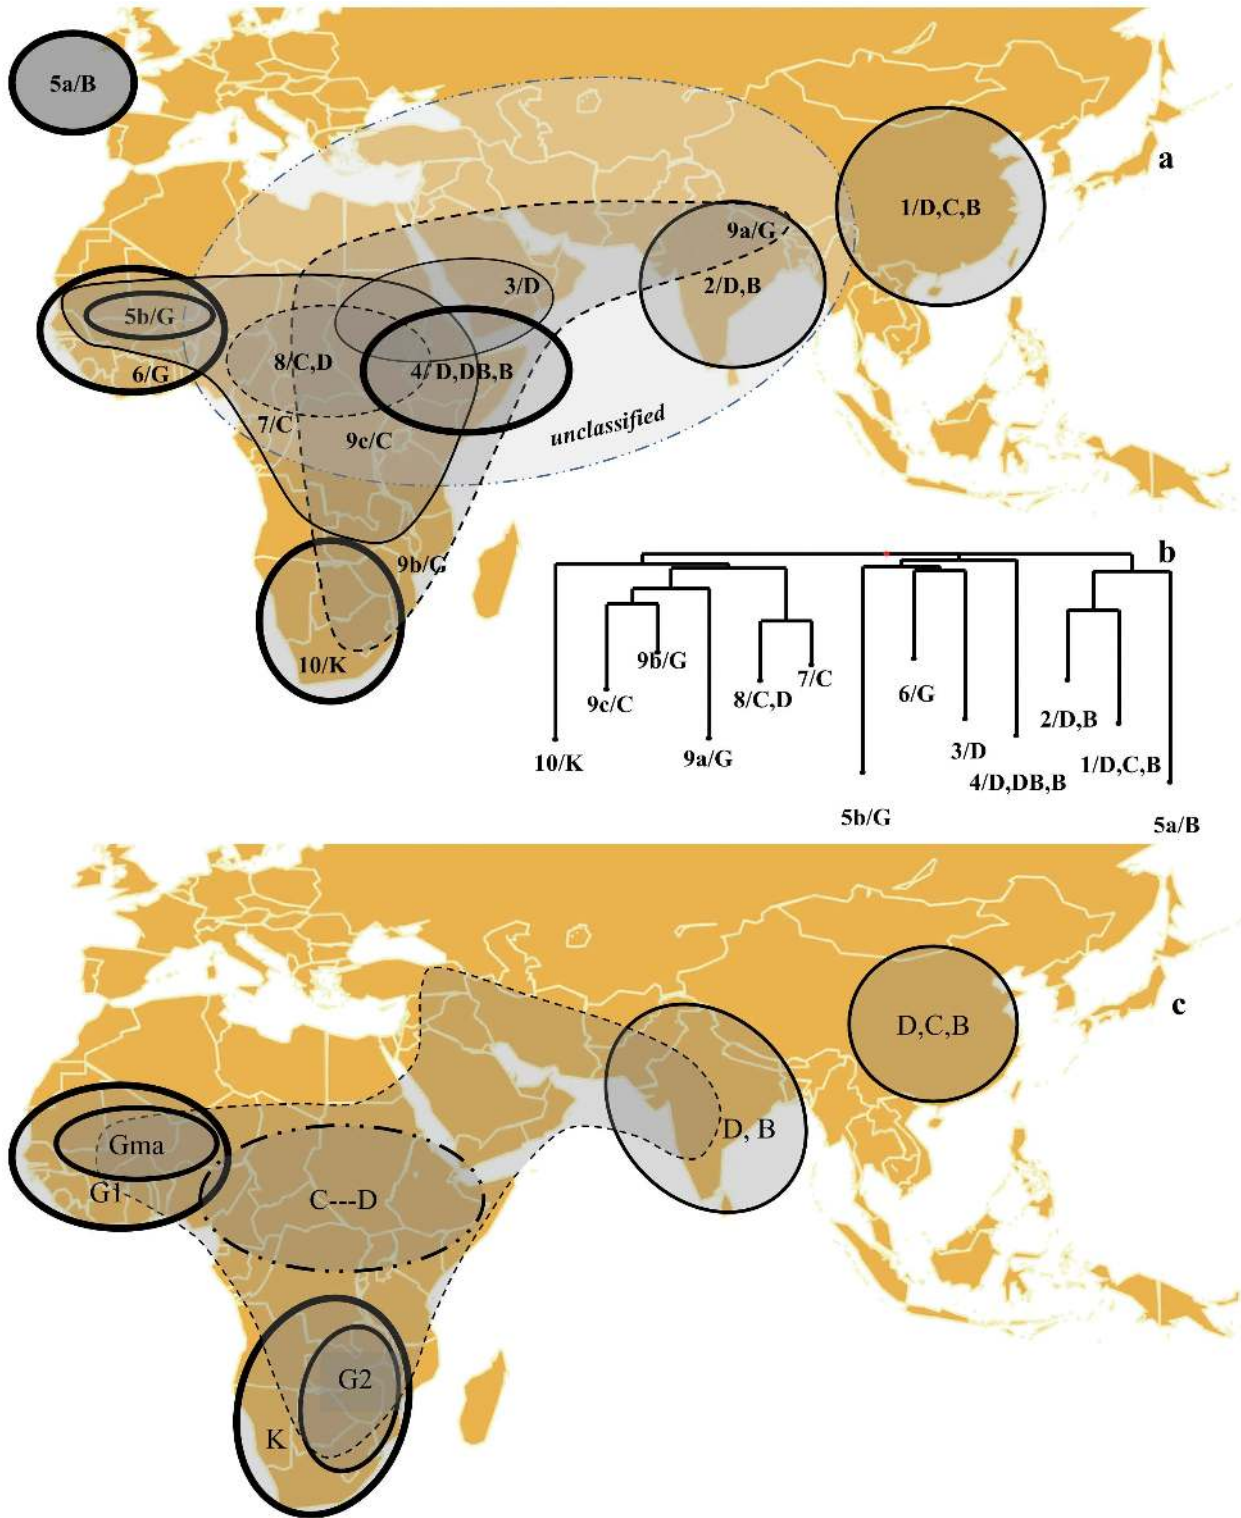 5a/B
a
1/D,C,B
9a/G
3/D
2/D,B
5b/G
8/C,D
4/ D,DB,B
6/G
unclassified
7/C
9c/C
b
9b/G
10/K
9b/G
7/C
6/G
9c/C
8/C,D
2/D,B
3/D
10/K
9a/G
1/D,C,B
4/D,DB,B
5b/G
5a/B
c
D,C,B
D, B
Gma
G1
C---D
G2
K